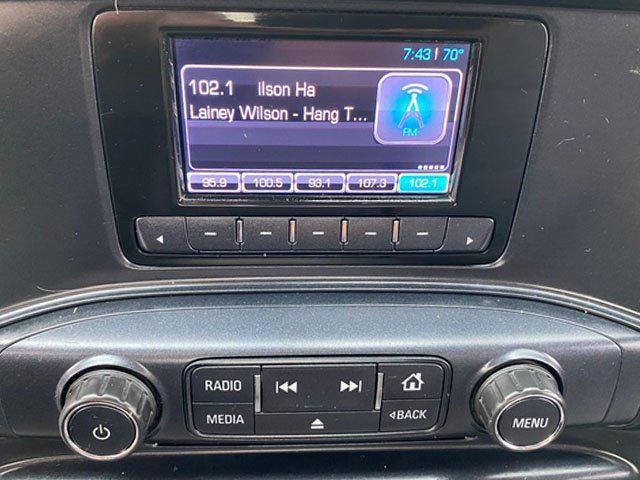 7:43 | 70°
102.1 ilson Ha
Lainey Wilson - Hang T...
FM
95.9 100.5 93.1 107.3 102.1
RADIO
MEDIA
BACK
MENU